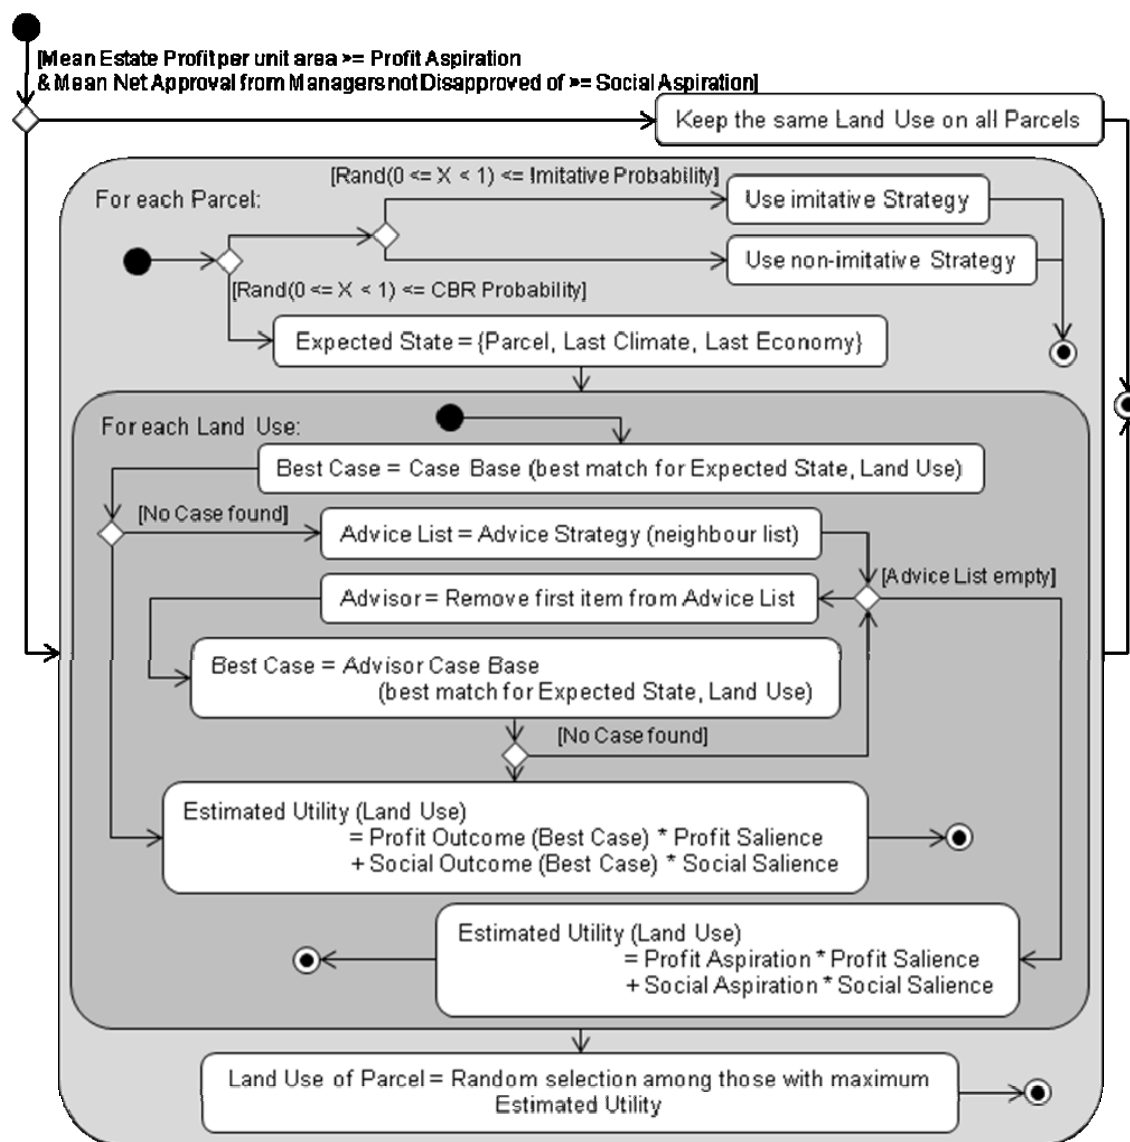 [Mean Estate Profit per unit area >= Profit Aspiration
& Mean Net Approval from Managers not Disapproved of >= Social Aspiration]
Keep the same Land Use on all Parcels
For each Parcel:
[Rand(0 <= X < 1) <= Imitative Probability]
Use imitative Strategy
Use non-imitative Strategy
[Rand(0 <= X < 1) <= CBR Probability]
Expected State = {Parcel, Last Climate, Last Economy}
For each Land Use:
Best Case = Case Base (best match for Expected State, Land Use)
[No Case found]
Advice List = Advice Strategy (neighbour list)
[Advice List empty]
Advisor = Remove first item from Advice List
Best Case = Advisor Case Base
(best match for Expected State, Land Use)
[No Case found]
Estimated Utility (Land Use)
= Profit Outcome (Best Case) * Profit Salience
+ Social Outcome (Best Case) * Social Salience
Estimated Utility (Land Use)
= Profit Aspiration * Profit Salience
+ Social Aspiration * Social Salience
Land Use of Parcel = Random selection among those with maximum
Estimated Utility